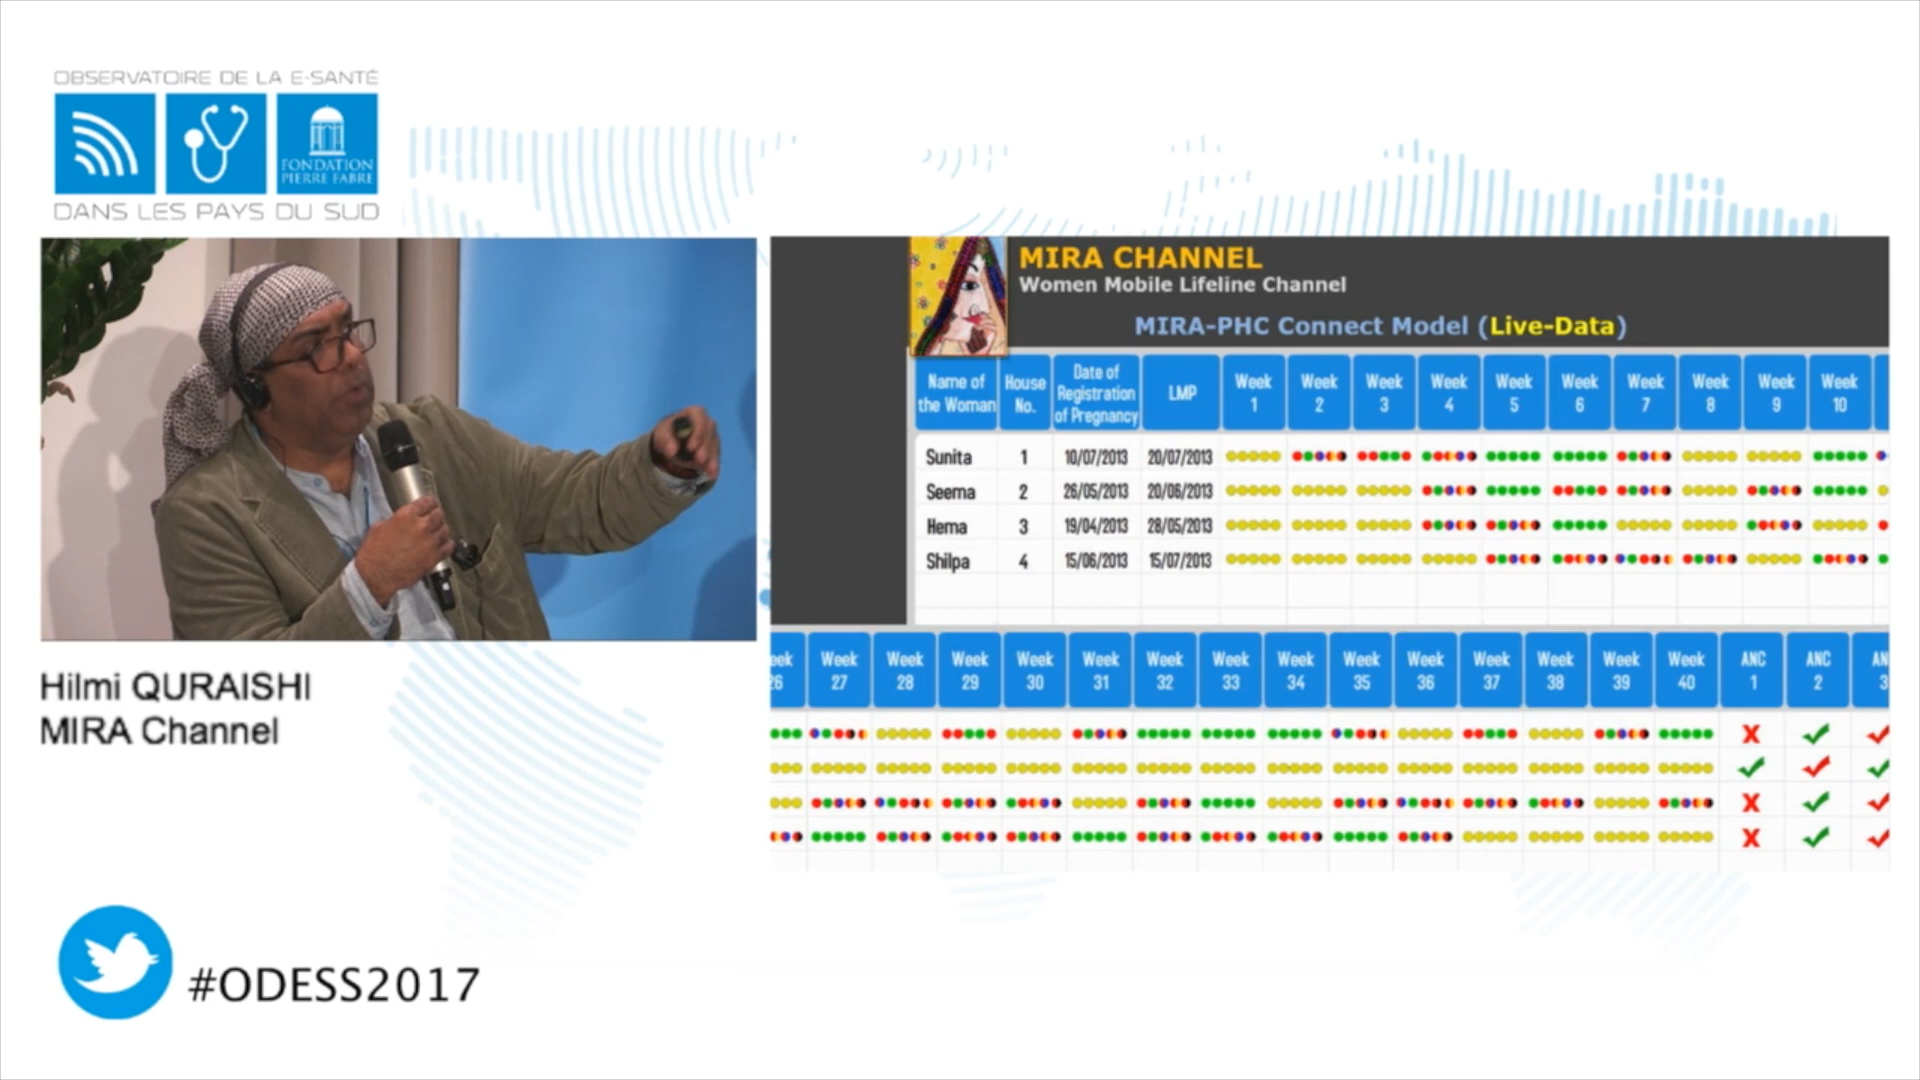 OBSERVATOIRE DE LA E-SANTÉ
FONDATION
PIERRE FABRE
DANS LES PAYS DU SUD
Hilmi QURAISHI
MIRA Channel
#ODESS2017
MIRA CHANNEL
Women Mobile Lifeline Channel
MIRA-PHC Connect Model (Live-Data)
Name of the Woman House No. Date of Registration of Pregnancy LMP Week 1 Week 2 Week 3 Week 4 Week 5 Week 6 Week 7 Week 8 Week 9 Week 10
Sunita 1 10/07/2013 20/07/2013
Seema 2 26/05/2013 20/06/2013
Hema 3 19/04/2013 28/05/2013
Shilpa 4 15/06/2013 15/07/2013
eek 26 Week 27 Week 28 Week 29 Week 30 Week 31 Week 32 Week 33 Week 34 Week 35 Week 36 Week 37 Week 38 Week 39 Week 40 ANC 1 ANC 2 AN 3